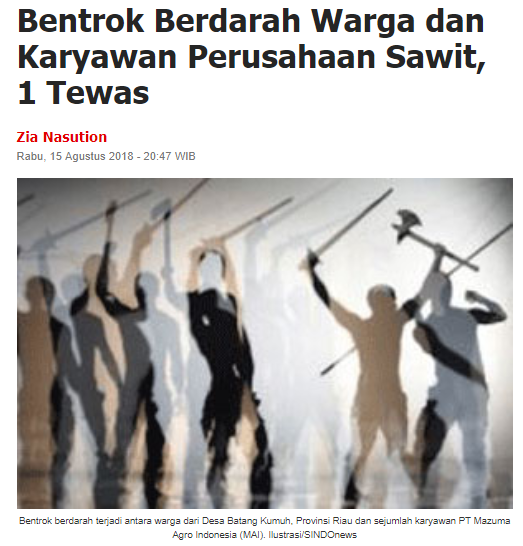 Bentrok Berdarah Warga dan
Karyawan Perusahaan Sawit,
1 Tewas
Zia Nasution
Rabu, 15 Agustus 2018 - 20:47 WIB
Bentrok berdarah terjadi antara warga dari Desa Batang Kumuh, Provinsi Riau dan sejumlah karyawan PT Mazuma
Agro Indonesia (MAI). Ilustrasi/SINDOnews